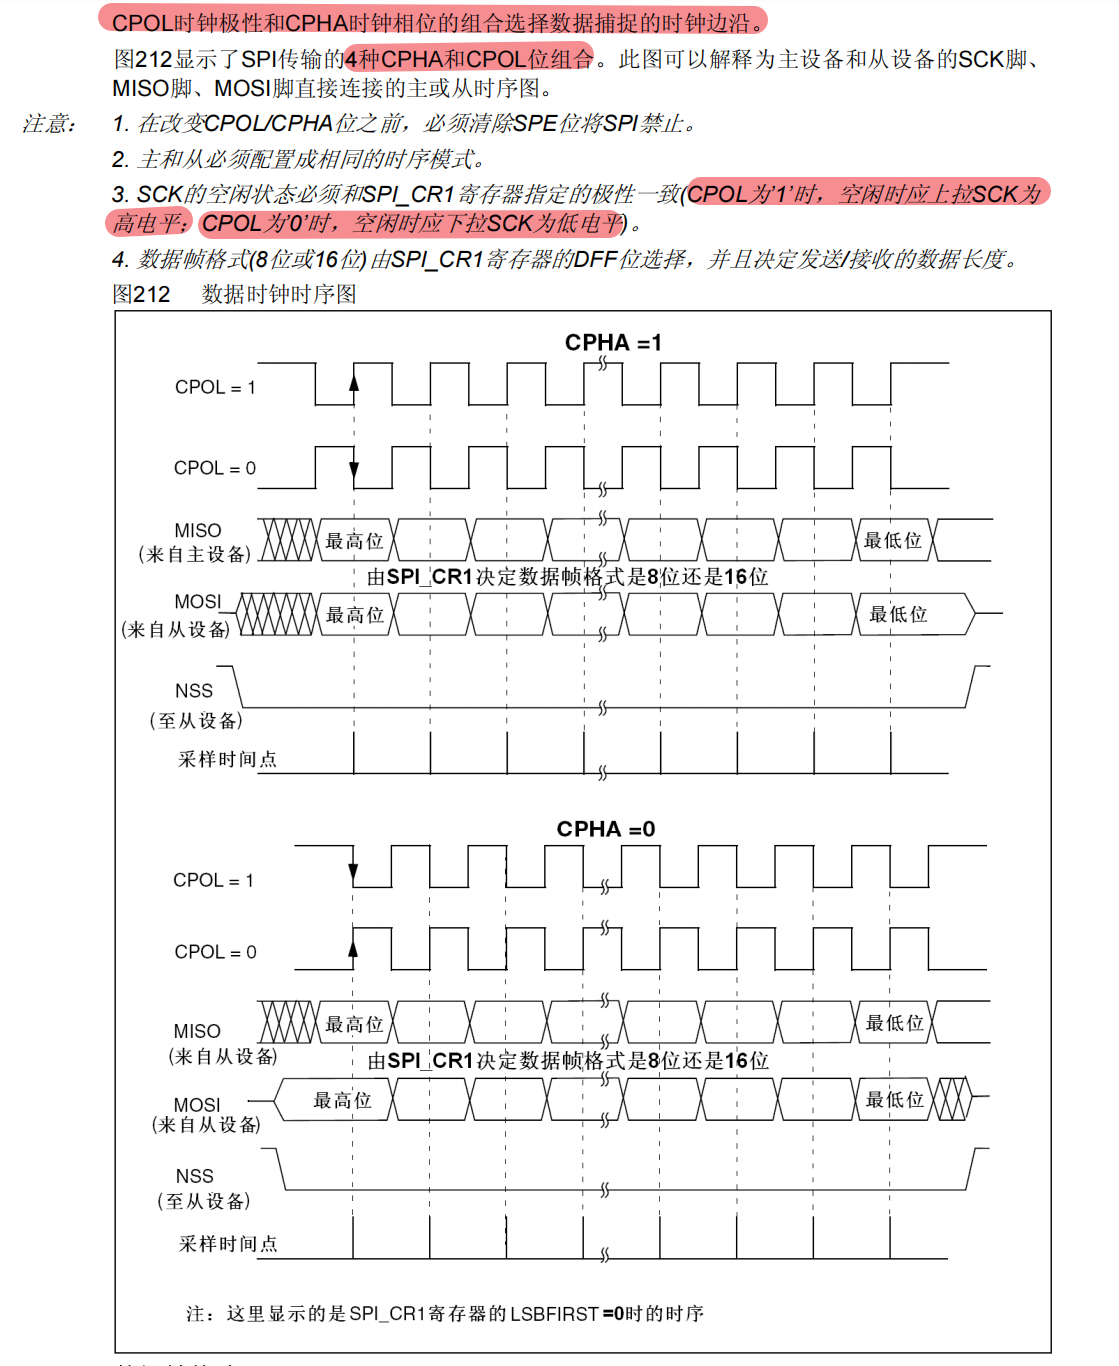 CPOL时钟极性和CPHA时钟相位的组合选择数据捕捉的时钟边沿。
图212显示了SPI传输的4种CPHA和CPOL位组合。此图可以解释为主设备和从设备的SCK脚、
MISO脚、MOSI脚直接连接的主或从时序图。
注意： 1. 在改变CPOL/CPHA位之前，必须清除SPE位将SPI禁止。
2. 主和从必须配置成相同的时序模式。
3. SCK的空闲状态必须和SPI_CR1寄存器指定的极性一致(CPOL为'1'时，空闲时应上拉SCK为
高电平；CPOL为'0'时，空闲时应下拉SCK为低电平)。
4. 数据帧格式(8位或16位)由SPI_CR1寄存器的DFF位选择，并且决定发送/接收的数据长度。
图212 数据时钟时序图
CPHA =1
CPOL = 1
CPOL = 0
MISO
(来自主设备)
最高位
最低位
由SPI_CR1决定数据帧格式是8位还是16位
MOSI
(来自从设备)
最高位
最低位
NSS
(至从设备)
采样时间点
CPHA =0
CPOL = 1
CPOL = 0
MISO
(来自从设备)
最高位
最低位
由SPI_CR1决定数据帧格式是8位还是16位
MOSI
(来自从设备)
最高位
最低位
NSS
(至从设备)
采样时间点
注：这里显示的是SPI_CR1寄存器的LSBFIRST=0时的时序